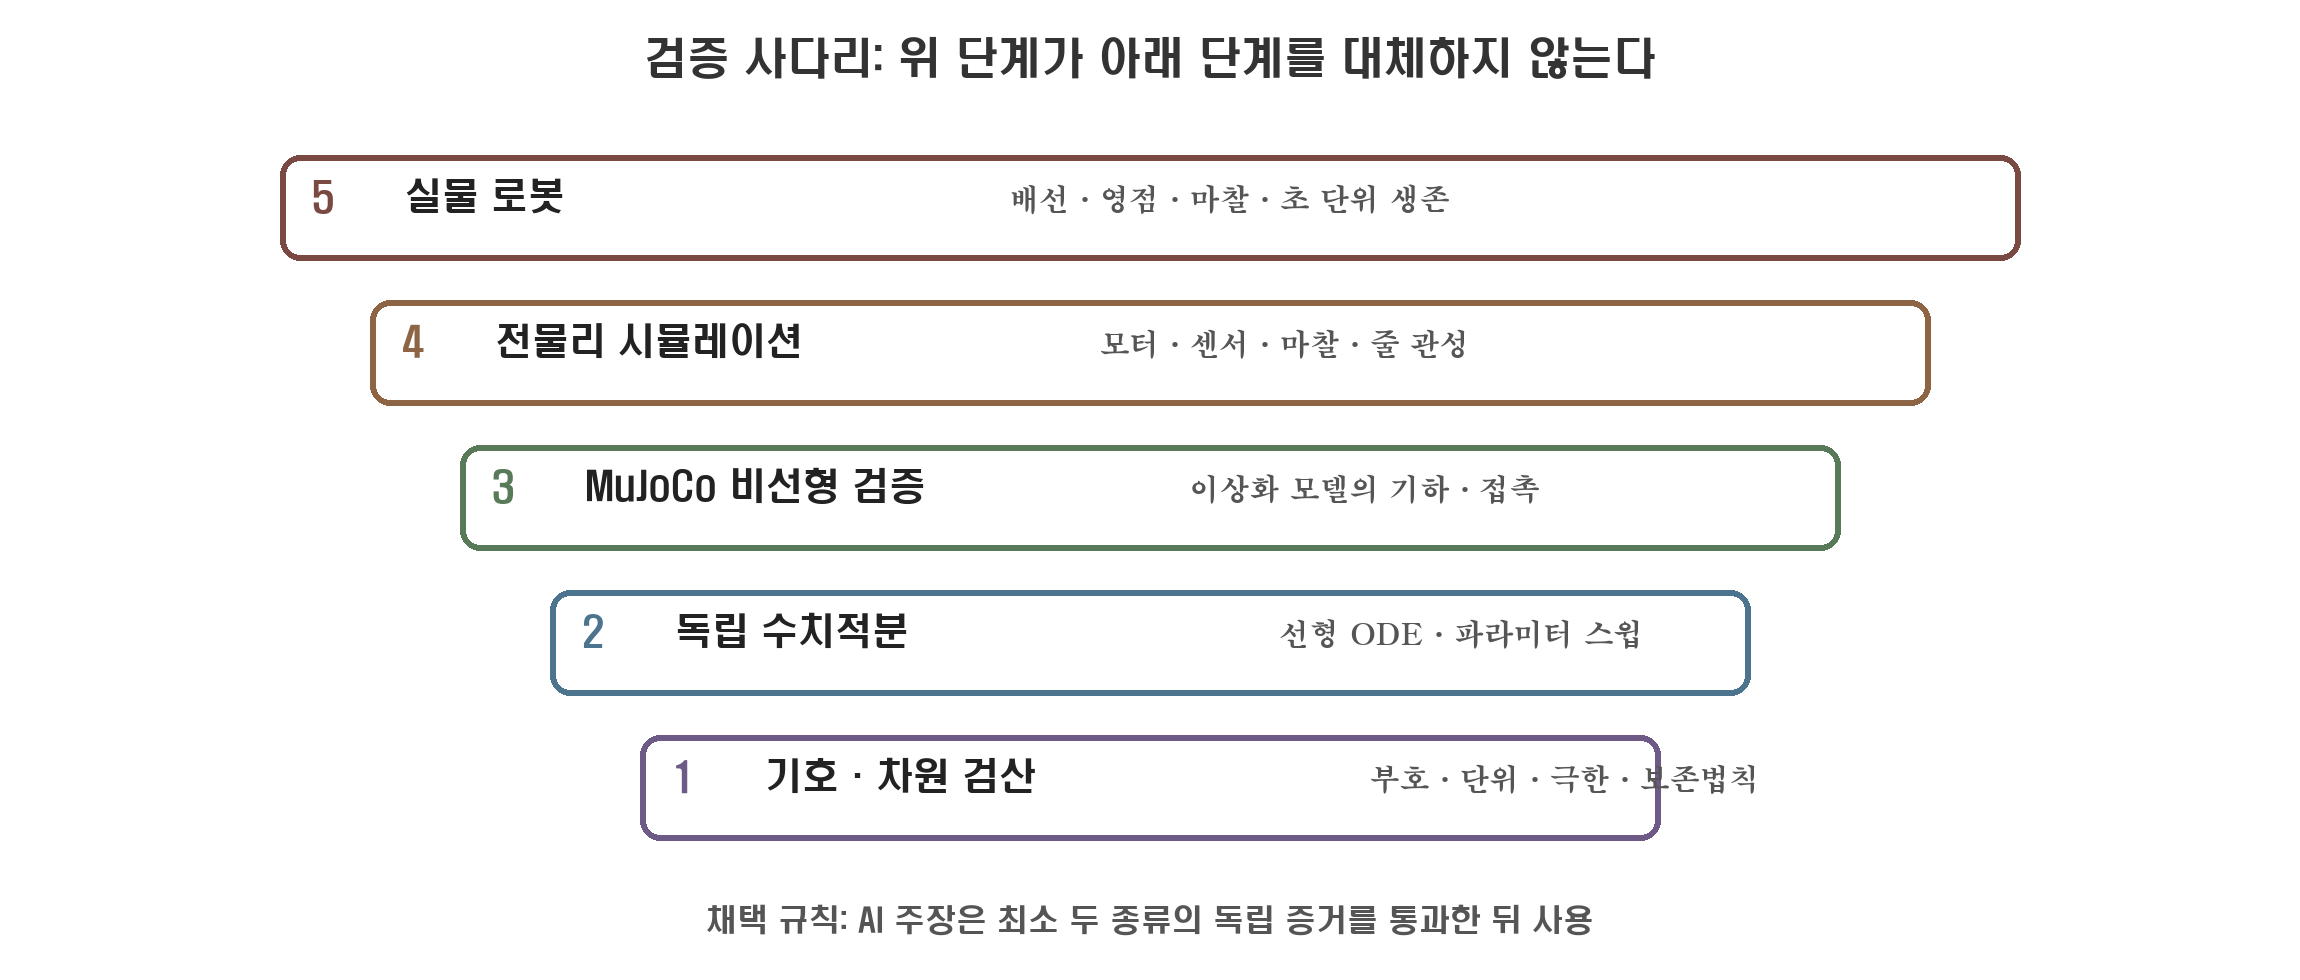 검증 사다리: 위 단계가 아래 단계를 대체하지 않는다
5 실물 로봇 배선 · 영점 · 마찰 · 초 단위 생존
4 전물리 시뮬레이션 모터 · 센서 · 마찰 · 줄 관성
3 MuJoCo 비선형 검증 이상화 모델의 기하 · 접촉
2 독립 수치적분 선형 ODE · 파라미터 스윕
1 기호 · 차원 검산 부호 · 단위 · 극한 · 보존법칙
채택 규칙: AI 주장은 최소 두 종류의 독립 증거를 통과한 뒤 사용